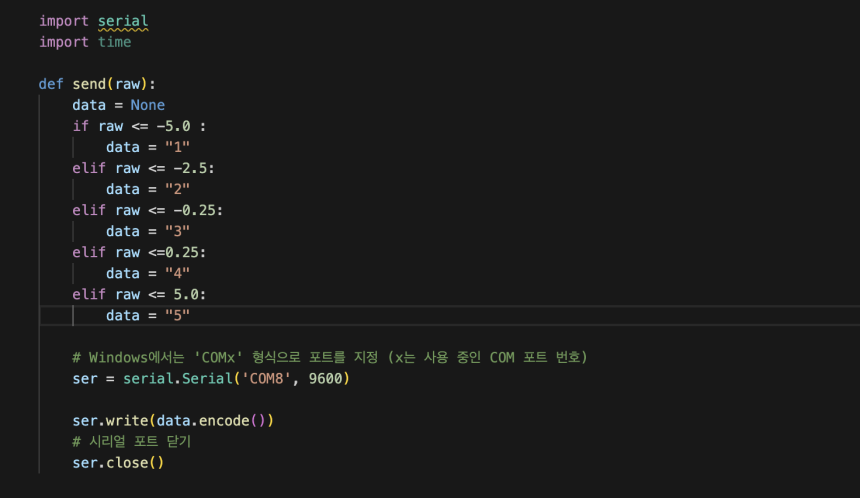 import serial
import time
def send(raw):
    data = None
    if raw <= -5.0 :
        data = "1"
    elif raw <= -2.5:
        data = "2"
    elif raw <= -0.25:
        data = "3"
    elif raw <=0.25:
        data = "4"
    elif raw <= 5.0:
        data = "5"
    # Windows에서는 'COMx' 형식으로 포트를 지정 (x는 사용 중인 COM 포트 번호)
    ser = serial.Serial('COM8', 9600)
    ser.write(data.encode())
    # 시리얼 포트 닫기
    ser.close()